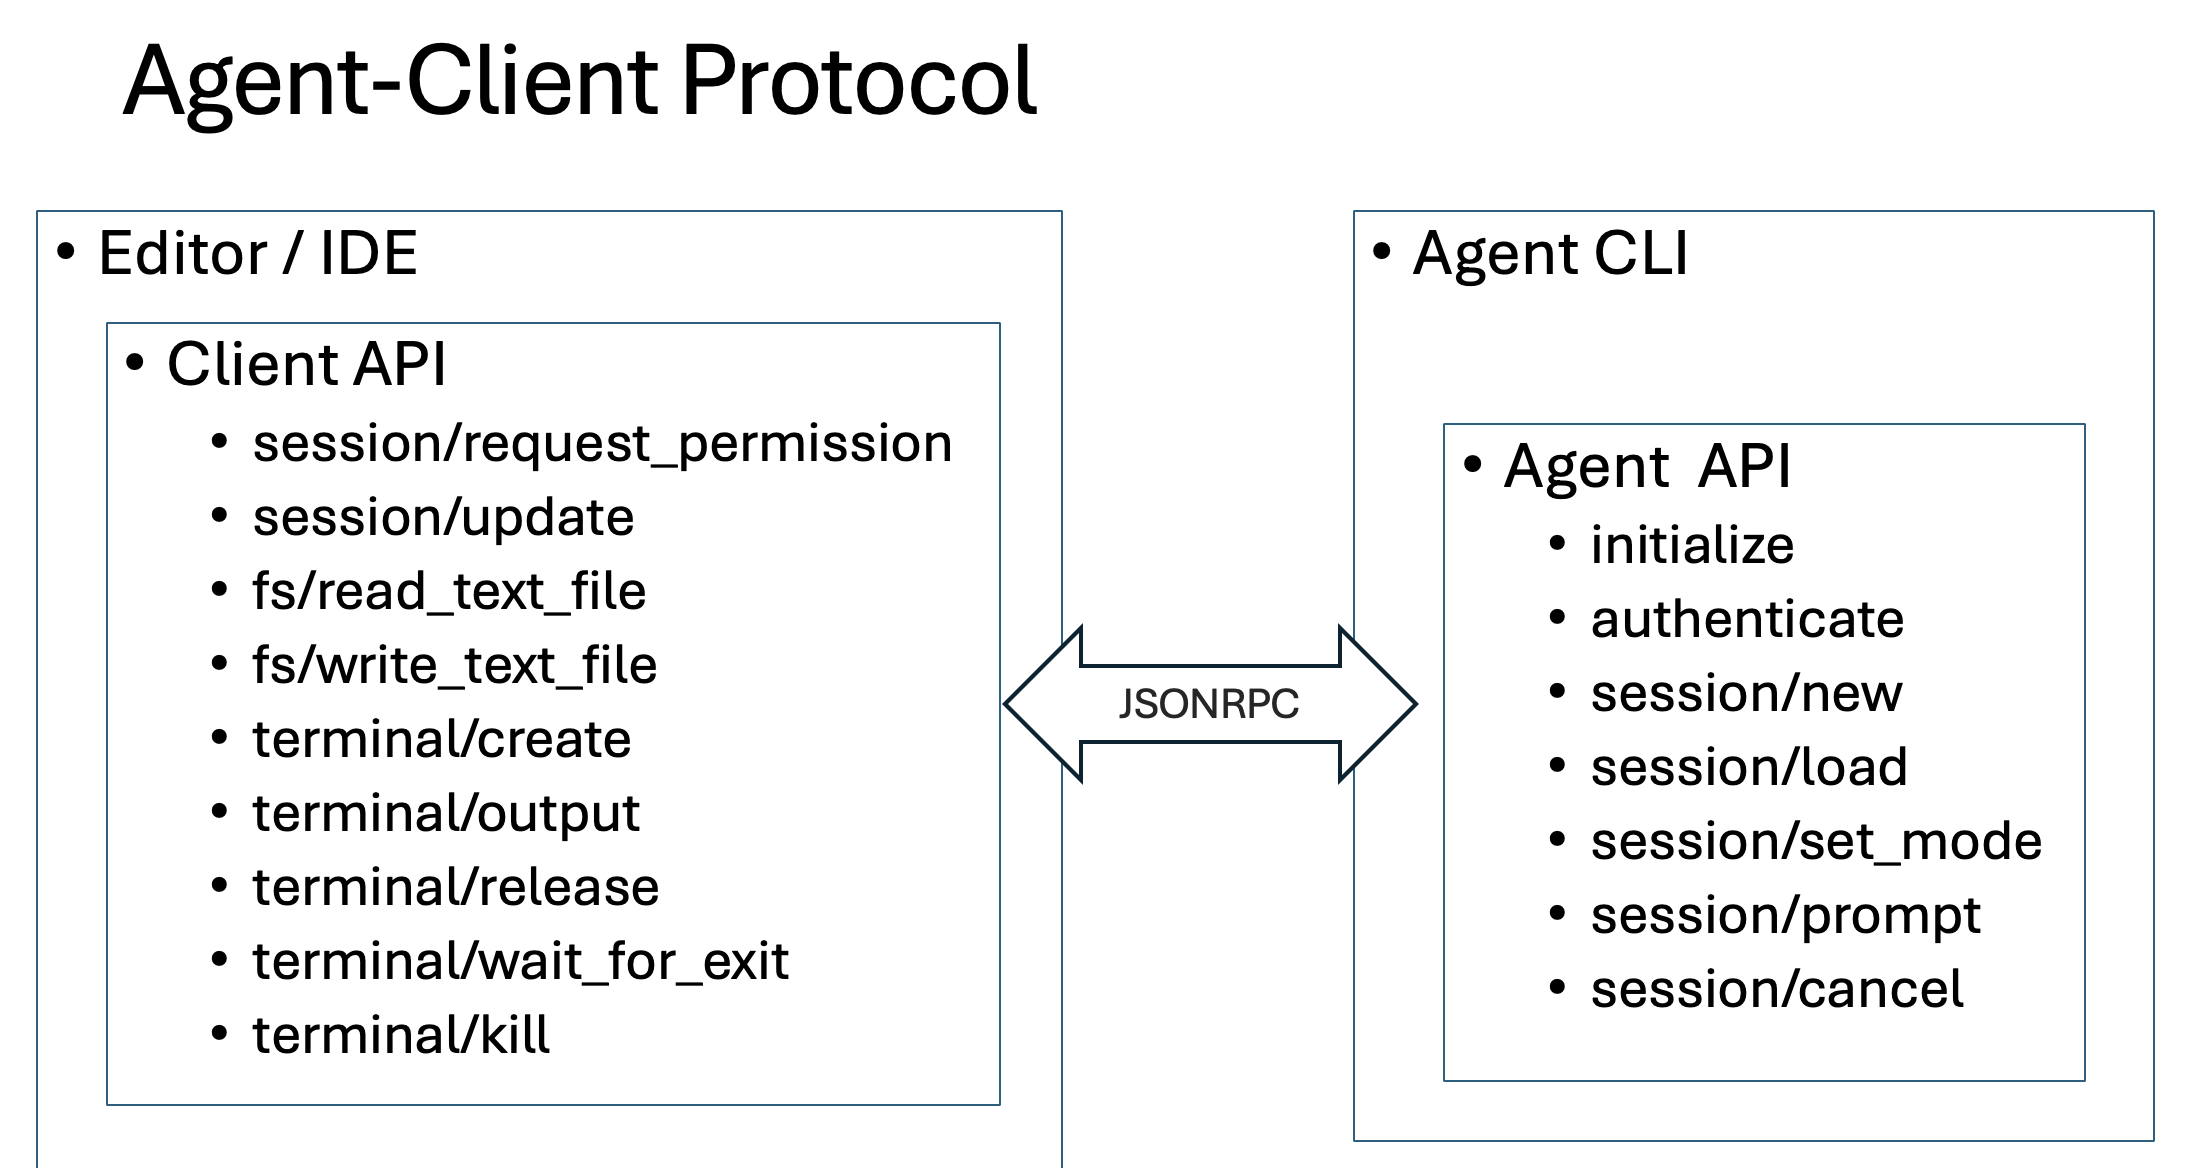 Agent-Client Protocol
• Editor / IDE
• Client API
• session/request_permission
• session/update
• fs/read_text_file
• fs/write_text_file
• terminal/create
• terminal/output
• terminal/release
• terminal/wait_for_exit
• terminal/kill
JSONRPC
• Agent CLI
• Agent  API
• initialize
• authenticate
• session/new
• session/load
• session/set_mode
• session/prompt
• session/cancel